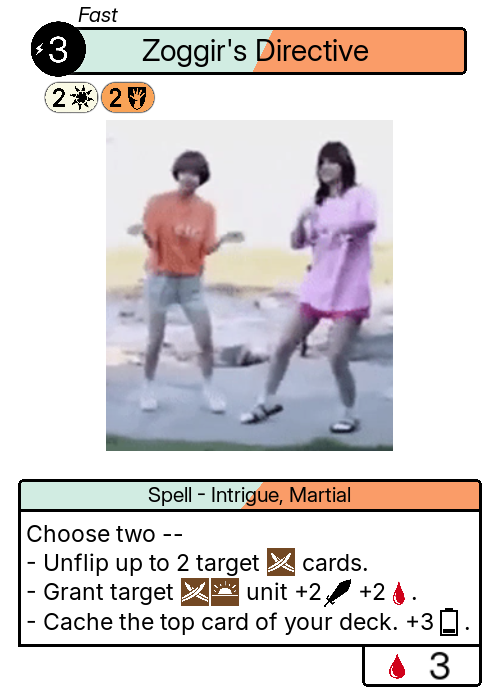 Fast
3
Zoggir's Directive
2 2
Spell - Intrigue, Martial
Choose two --
- Unflip up to 2 target cards.
- Grant target unit +2 +2 .
- Cache the top card of your deck. +3 .
3